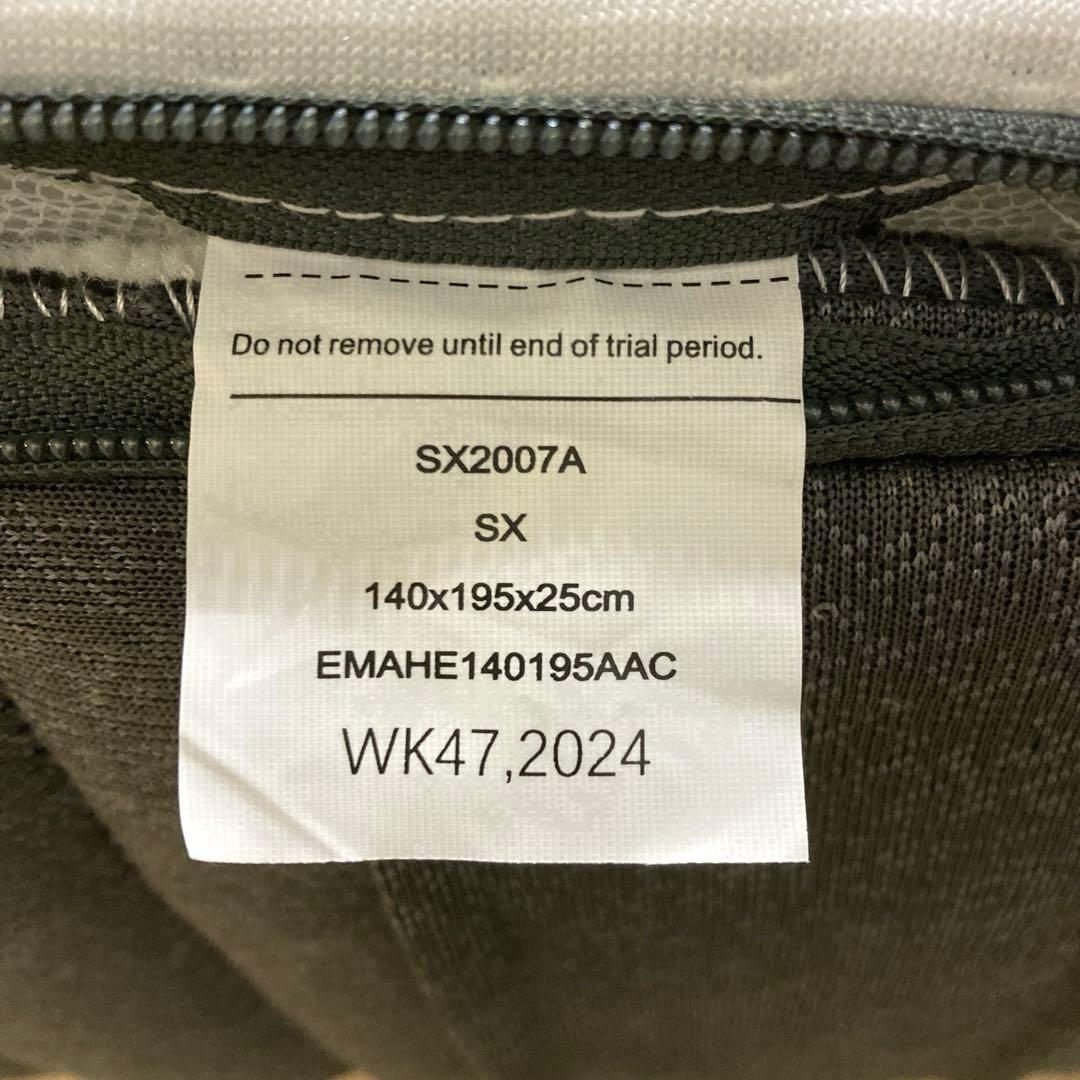 Do not remove until end of trial period.
SX2007A
SX
140x195x25cm
EMAHE140195AAC
WK47,2024